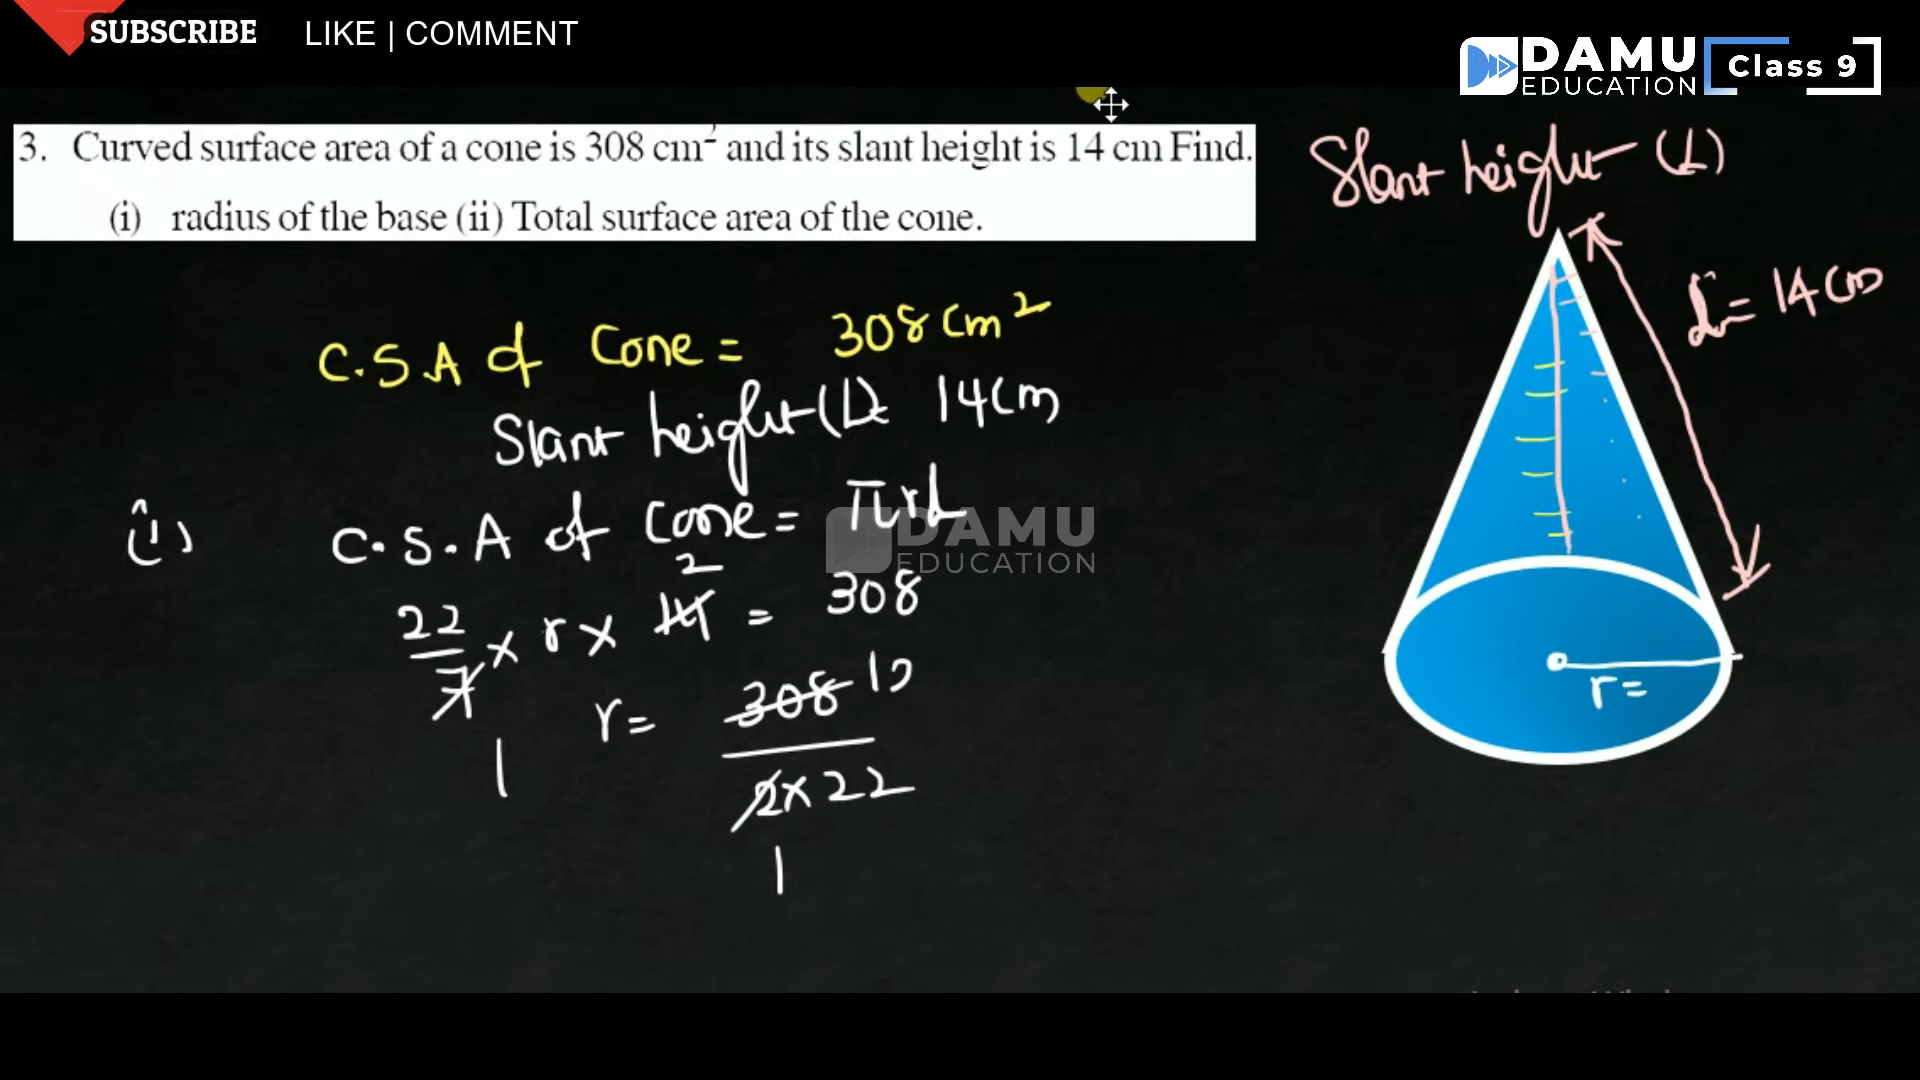 SUBSCRIBE LIKE | COMMENT
DAMU EDUCATION Class 9
3. Curved surface area of a cone is 308 cm² and its slant height is 14 cm Find.
(i) radius of the base (ii) Total surface area of the cone.
Slant height (L)
L = 14 cm
C.S.A of Cone = 308 cm²
Slant height (L) = 14 cm
(i) C.S.A of Cone = πrL
DAMU EDUCATION
2
22/7 × r × 14 = 308
1
r = 308 / 2×22
1
r =